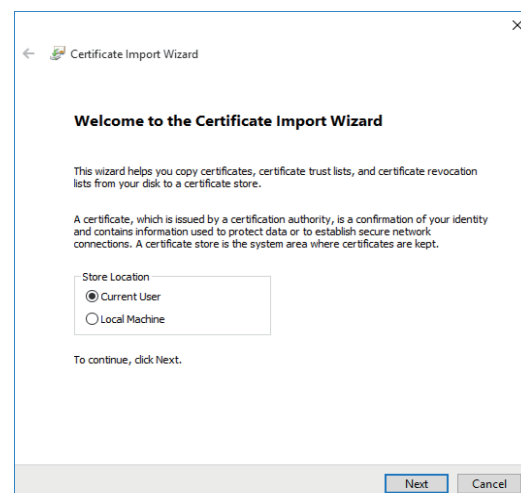 Certificate Import Wizard
Welcome to the Certificate Import Wizard
This wizard helps you copy certificates, certificate trust lists, and certificate revocation
lists from your disk to a certificate store.
A certificate, which is issued by a certification authority, is a confirmation of your identity
and contains information used to protect data or to establish secure network
connections. A certificate store is the system area where certificates are kept.
Store Location
Current User
Local Machine
To continue, click Next.
Next Cancel